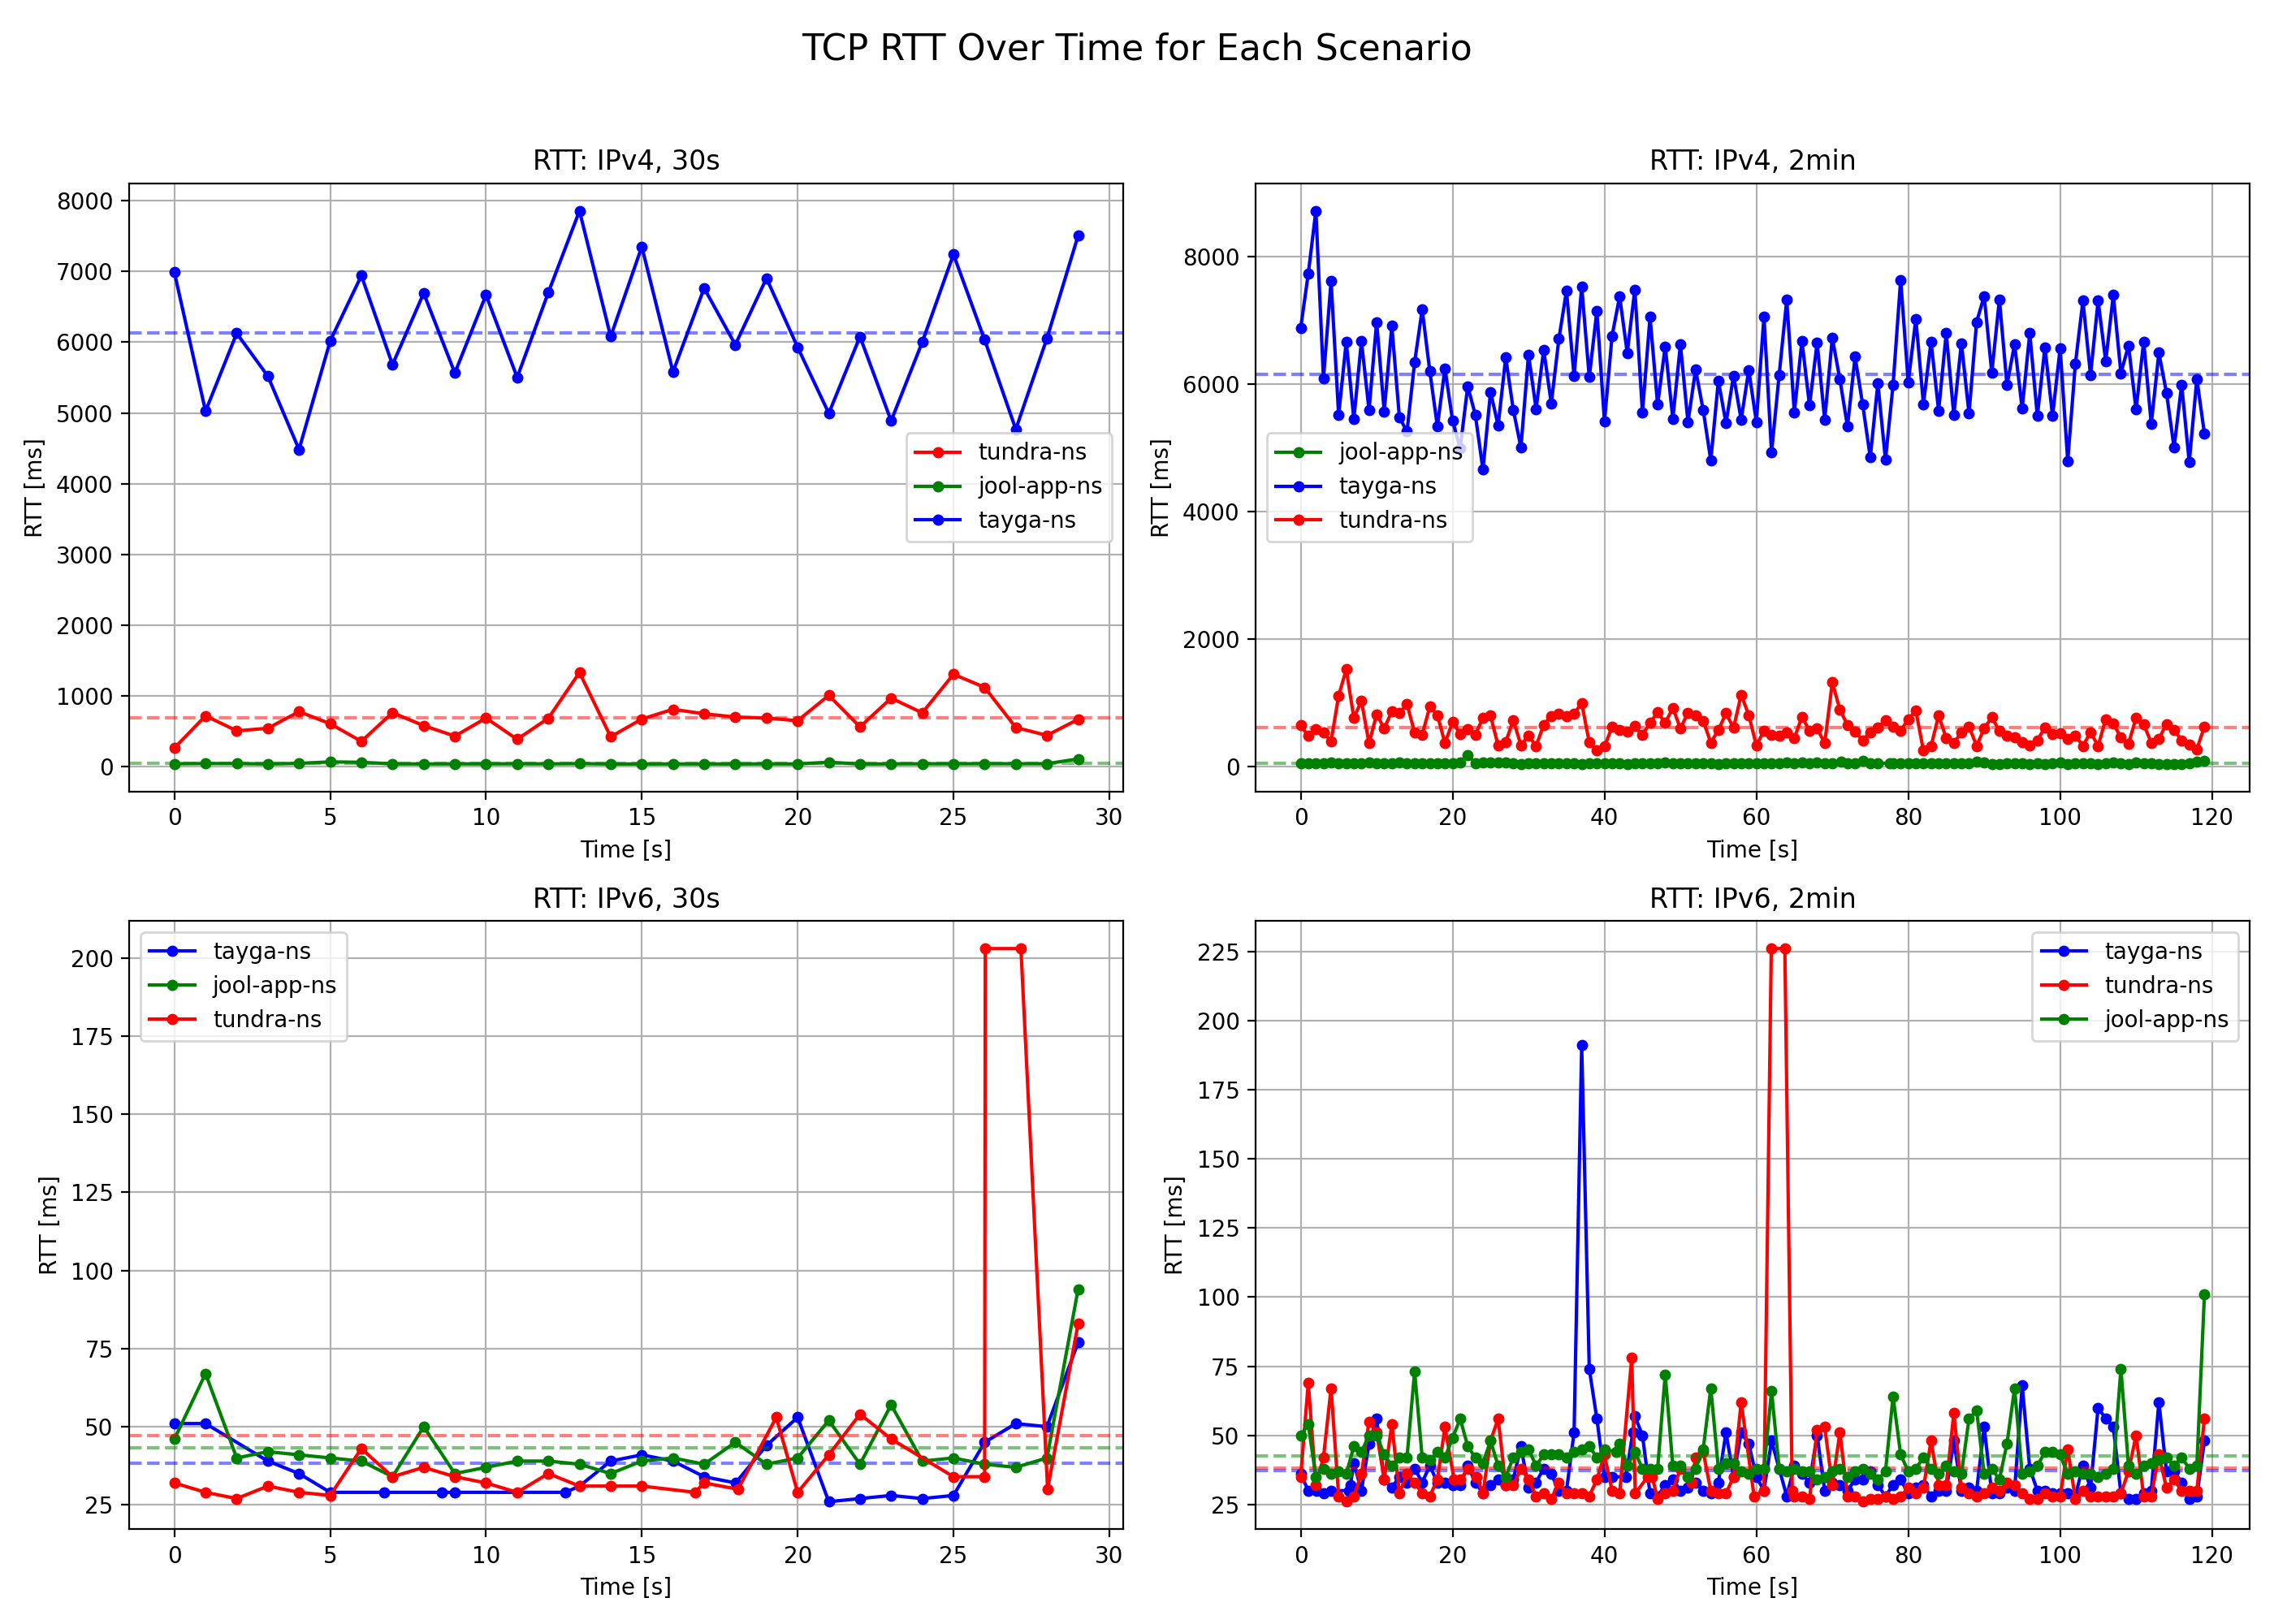 TCP RTT Over Time for Each Scenario
RTT: IPv4, 30s
8000
7000
6000
5000
4000
3000
2000
1000
0
RTT [ms]
tundra-ns
jool-app-ns
tayga-ns
0 5 10 15 20 25 30
Time [s]
RTT: IPv4, 2min
8000
6000
4000
2000
0
RTT [ms]
jool-app-ns
tayga-ns
tundra-ns
0 20 40 60 80 100 120
Time [s]
RTT: IPv6, 30s
200
175
150
125
100
75
50
25
RTT [ms]
tayga-ns
jool-app-ns
tundra-ns
0 5 10 15 20 25 30
Time [s]
RTT: IPv6, 2min
225
200
175
150
125
100
75
50
25
RTT [ms]
tayga-ns
tundra-ns
jool-app-ns
0 20 40 60 80 100 120
Time [s]